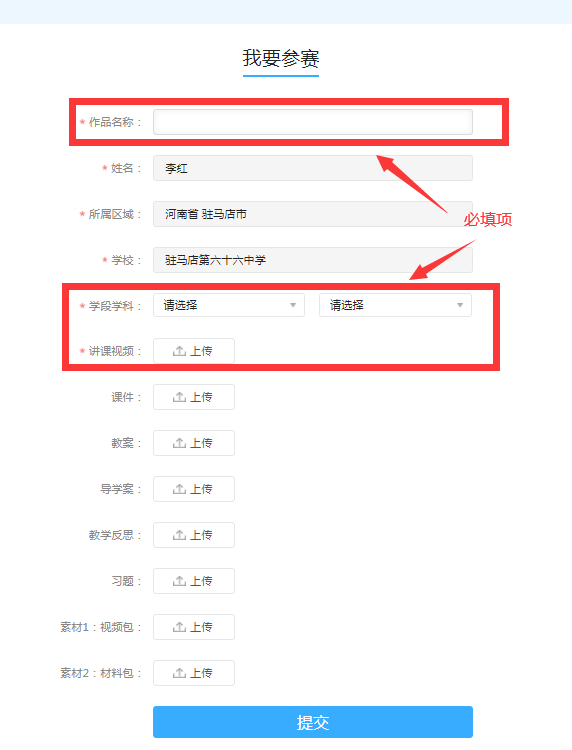 我要参赛
* 作品名称：
* 姓名： 李红
必填项
* 所属区域： 河南省 驻马店市
* 学校： 驻马店第六十六中学
* 学段学科： 请选择 请选择
* 讲课视频： 上传
课件： 上传
教案： 上传
导学案： 上传
教学反思： 上传
习题： 上传
素材1：视频包： 上传
素材2：材料包： 上传
提交